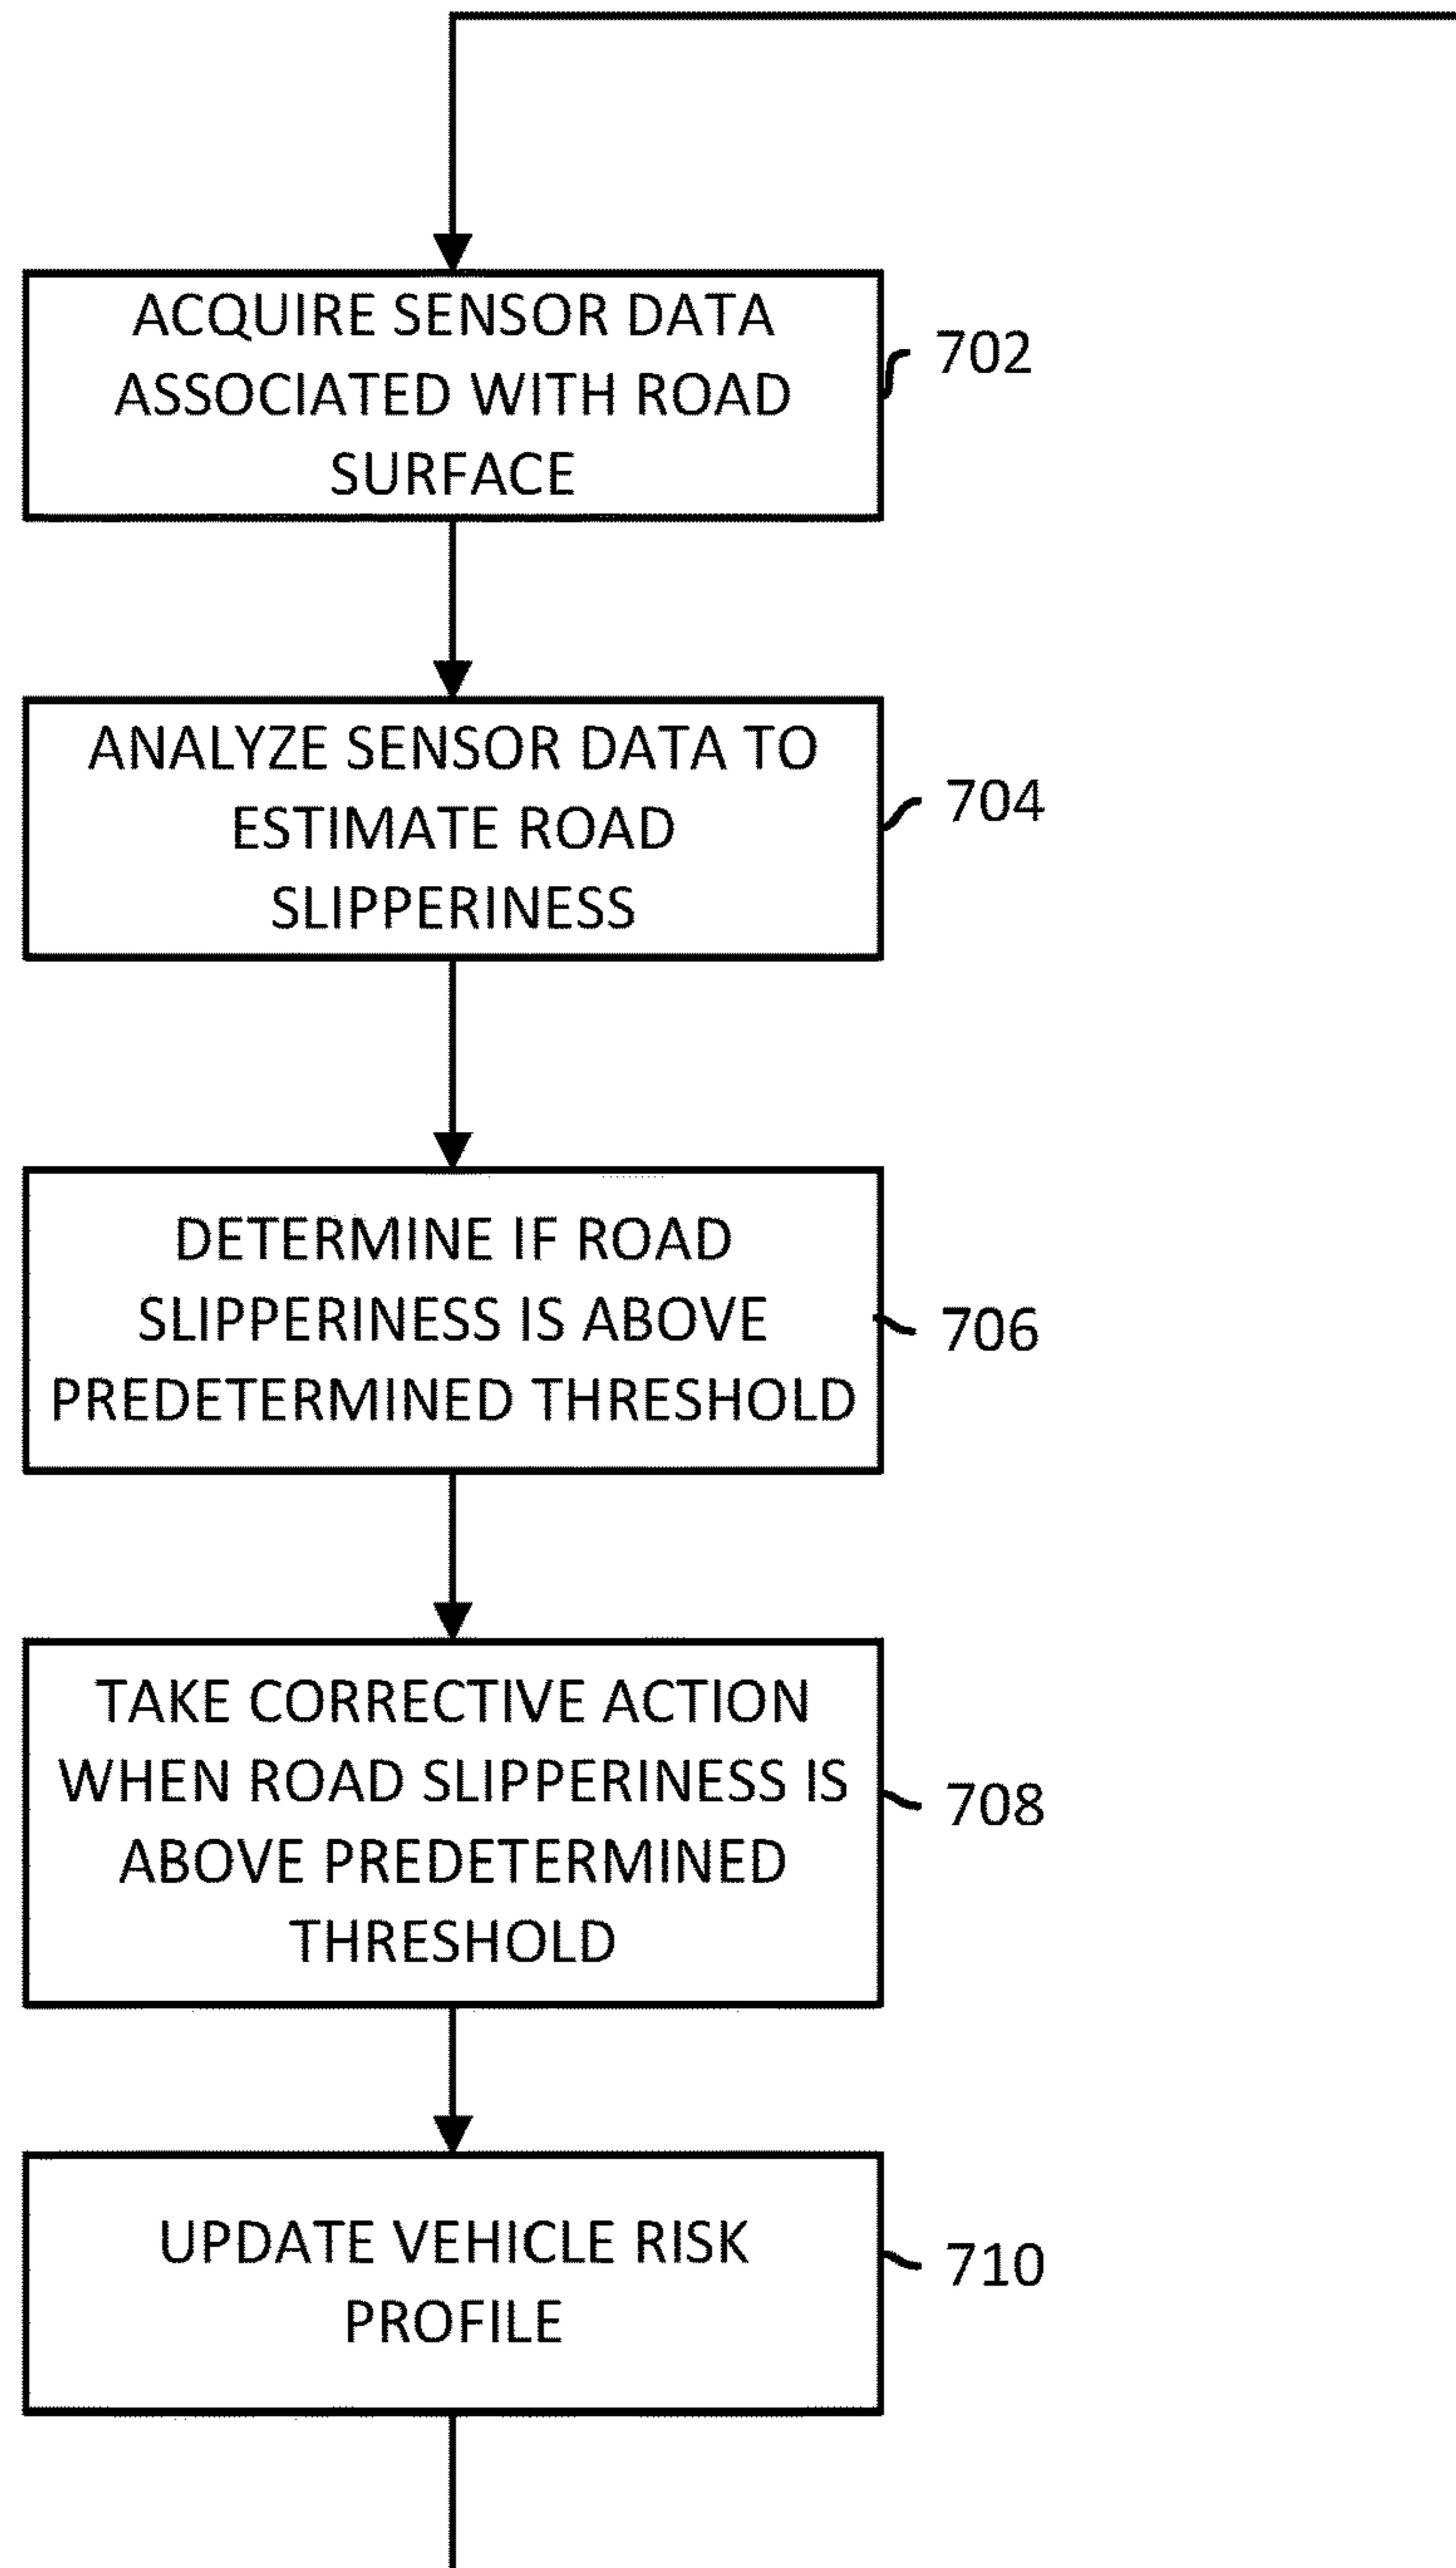 ACQUIRE SENSOR DATA
ASSOCIATED WITH ROAD
SURFACE
702
ANALYZE SENSOR DATA TO
ESTIMATE ROAD
SLIPPERINESS
704
DETERMINE IF ROAD
SLIPPERINESS IS ABOVE
PREDETERMINED THRESHOLD
706
TAKE CORRECTIVE ACTION
WHEN ROAD SLIPPERINESS IS
ABOVE PREDETERMINED
THRESHOLD
708
UPDATE VEHICLE RISK
PROFILE
710